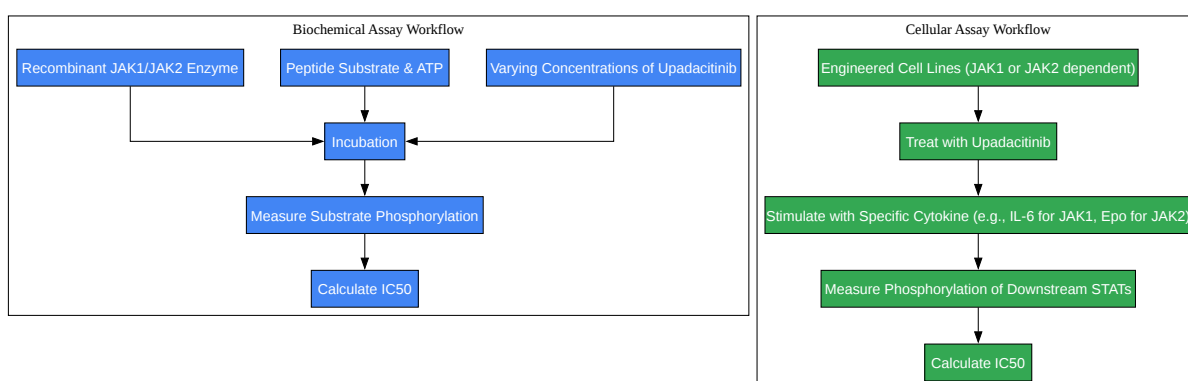 Biochemical Assay Workflow
Recombinant JAK1/JAK2 Enzyme
Peptide Substrate & ATP
Varying Concentrations of Upadacitinib
Incubation
Measure Substrate Phosphorylation
Calculate IC50
Cellular Assay Workflow
Engineered Cell Lines (JAK1 or JAK2 dependent)
Treat with Upadacitinib
Stimulate with Specific Cytokine (e.g., IL-6 for JAK1, Epo for JAK2)
Measure Phosphorylation of Downstream STATs
Calculate IC50